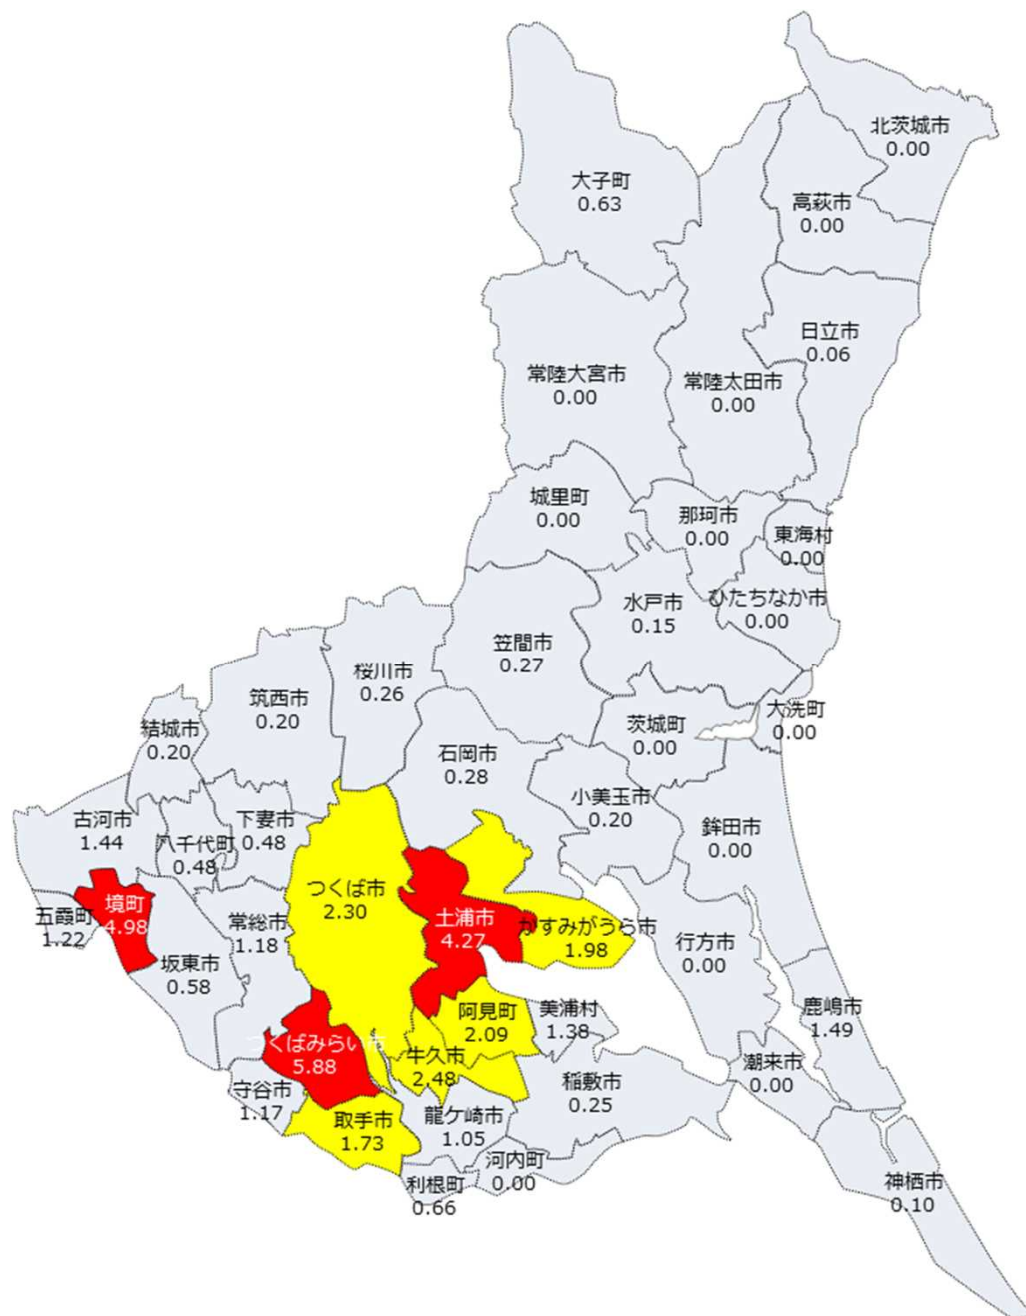 北茨城市
0.00
大子町
0.63
高萩市
0.00
日立市
0.06
常陸大宮市
0.00
常陸太田市
0.00
城里町
0.00
那珂市
0.00
東海村
0.00
ひたちなか市
0.00
水戸市
0.15
笠間市
0.27
桜川市
0.26
筑西市
0.20
結城市
0.20
茨城町
0.00
大洗町
0.00
石岡市
0.28
小美玉市
0.20
鉾田市
0.00
古河市
1.44
八千代町
0.48
下妻市
0.48
つくば市
2.30
境町
4.98
五霞町
1.22
常総市
1.18
土浦市
4.27
かすみがうら市
1.98
行方市
0.00
坂東市
0.58
阿見町
2.09
美浦村
1.38
鹿嶋市
1.49
つくばみらい市
5.88
牛久市
2.48
潮来市
0.00
稲敷市
0.25
守谷市
1.17
取手市
1.73
龍ケ崎市
1.05
河内町
0.00
利根町
0.66
神栖市
0.10